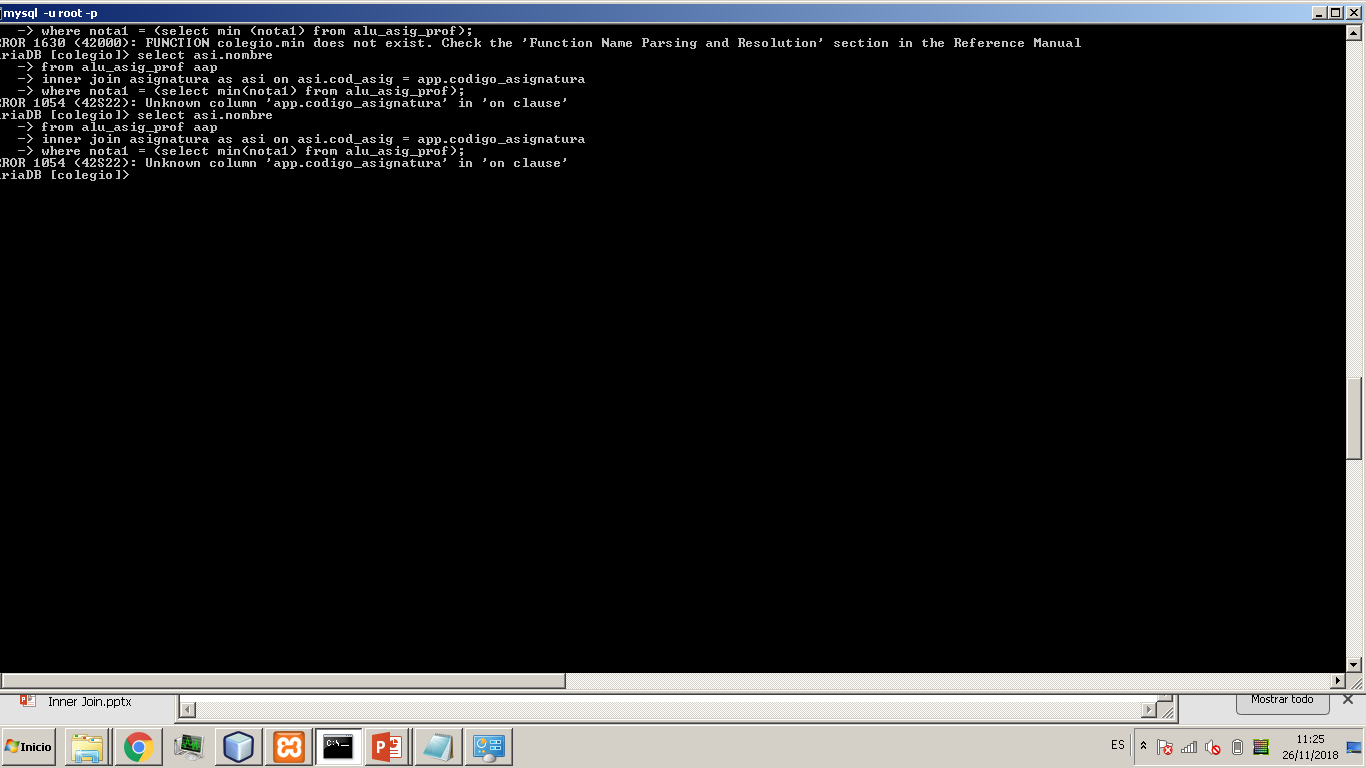 mysql -u root -p
-> where nota1 = (select min (nota1) from alu_asig_prof);
RROR 1630 (42000): FUNCTION colegio.min does not exist. Check the 'Function Name Parsing and Resolution' section in the Reference Manual
riaDB [colegio]> select asi.nombre
-> from alu_asig_prof aap
-> inner join asignatura as asi on asi.cod_asig = app.codigo_asignatura
-> where nota1 = (select min(nota1) from alu_asig_prof);
RROR 1054 (42S22): Unknown column 'app.codigo_asignatura' in 'on clause'
riaDB [colegio]> select asi.nombre
-> from alu_asig_prof aap
-> inner join asignatura as asi on asi.cod_asig = app.codigo_asignatura
-> where nota1 = (select min(nota1) from alu_asig_prof);
RROR 1054 (42S22): Unknown column 'app.codigo_asignatura' in 'on clause'
riaDB [colegio]>
Inner Join.pptx
Mostrar todo
Inicio
C:\
ES
11:25
26/11/2018